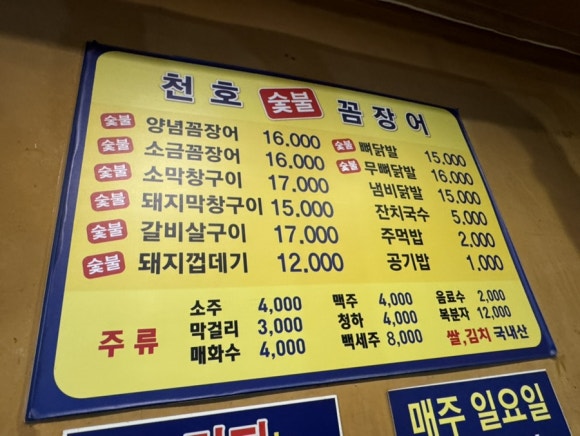 천호 숯불 꼼장어
숯불 양념꼼장어 16.000
숯불 소금꼼장어 16.000
숯불 소막창구이 17.000
숯불 돼지막창구이 15.000
숯불 갈비살구이 17.000
숯불 돼지껍데기 12.000
숯불 뼈닭발 15.000
숯불 무뼈닭발 16.000
냄비닭발 15.000
잔치국수 5.000
주먹밥 2.000
공기밥 1.000
주류
소주 4,000
막걸리 3,000
매화수 4,000
맥주 4,000
청하 4,000
백세주 8,000
음료수 2,000
복분자 12,000
쌀,김치 국내산
매주 일요일